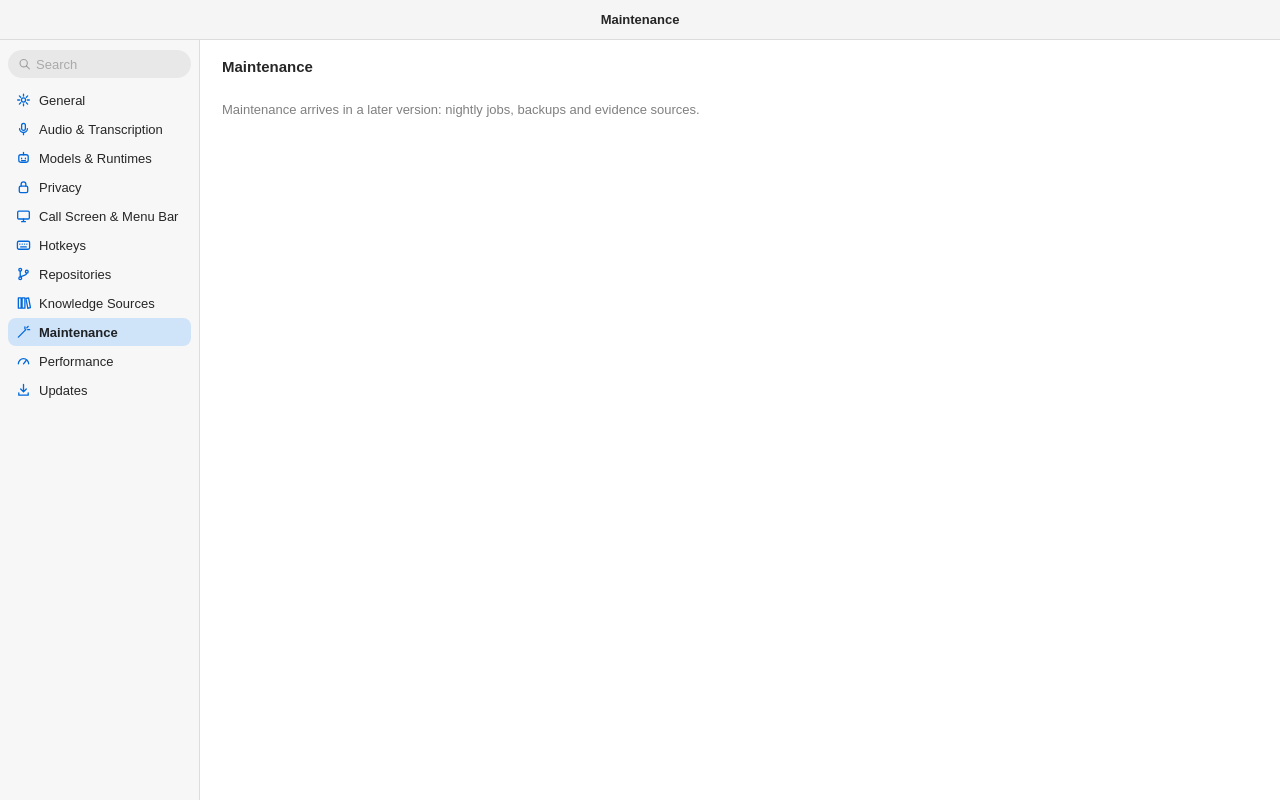 Maintenance
Search
General
Audio & Transcription
Models & Runtimes
Privacy
Call Screen & Menu Bar
Hotkeys
Repositories
Knowledge Sources
Maintenance
Performance
Updates
Maintenance
Maintenance arrives in a later version: nightly jobs, backups and evidence sources.